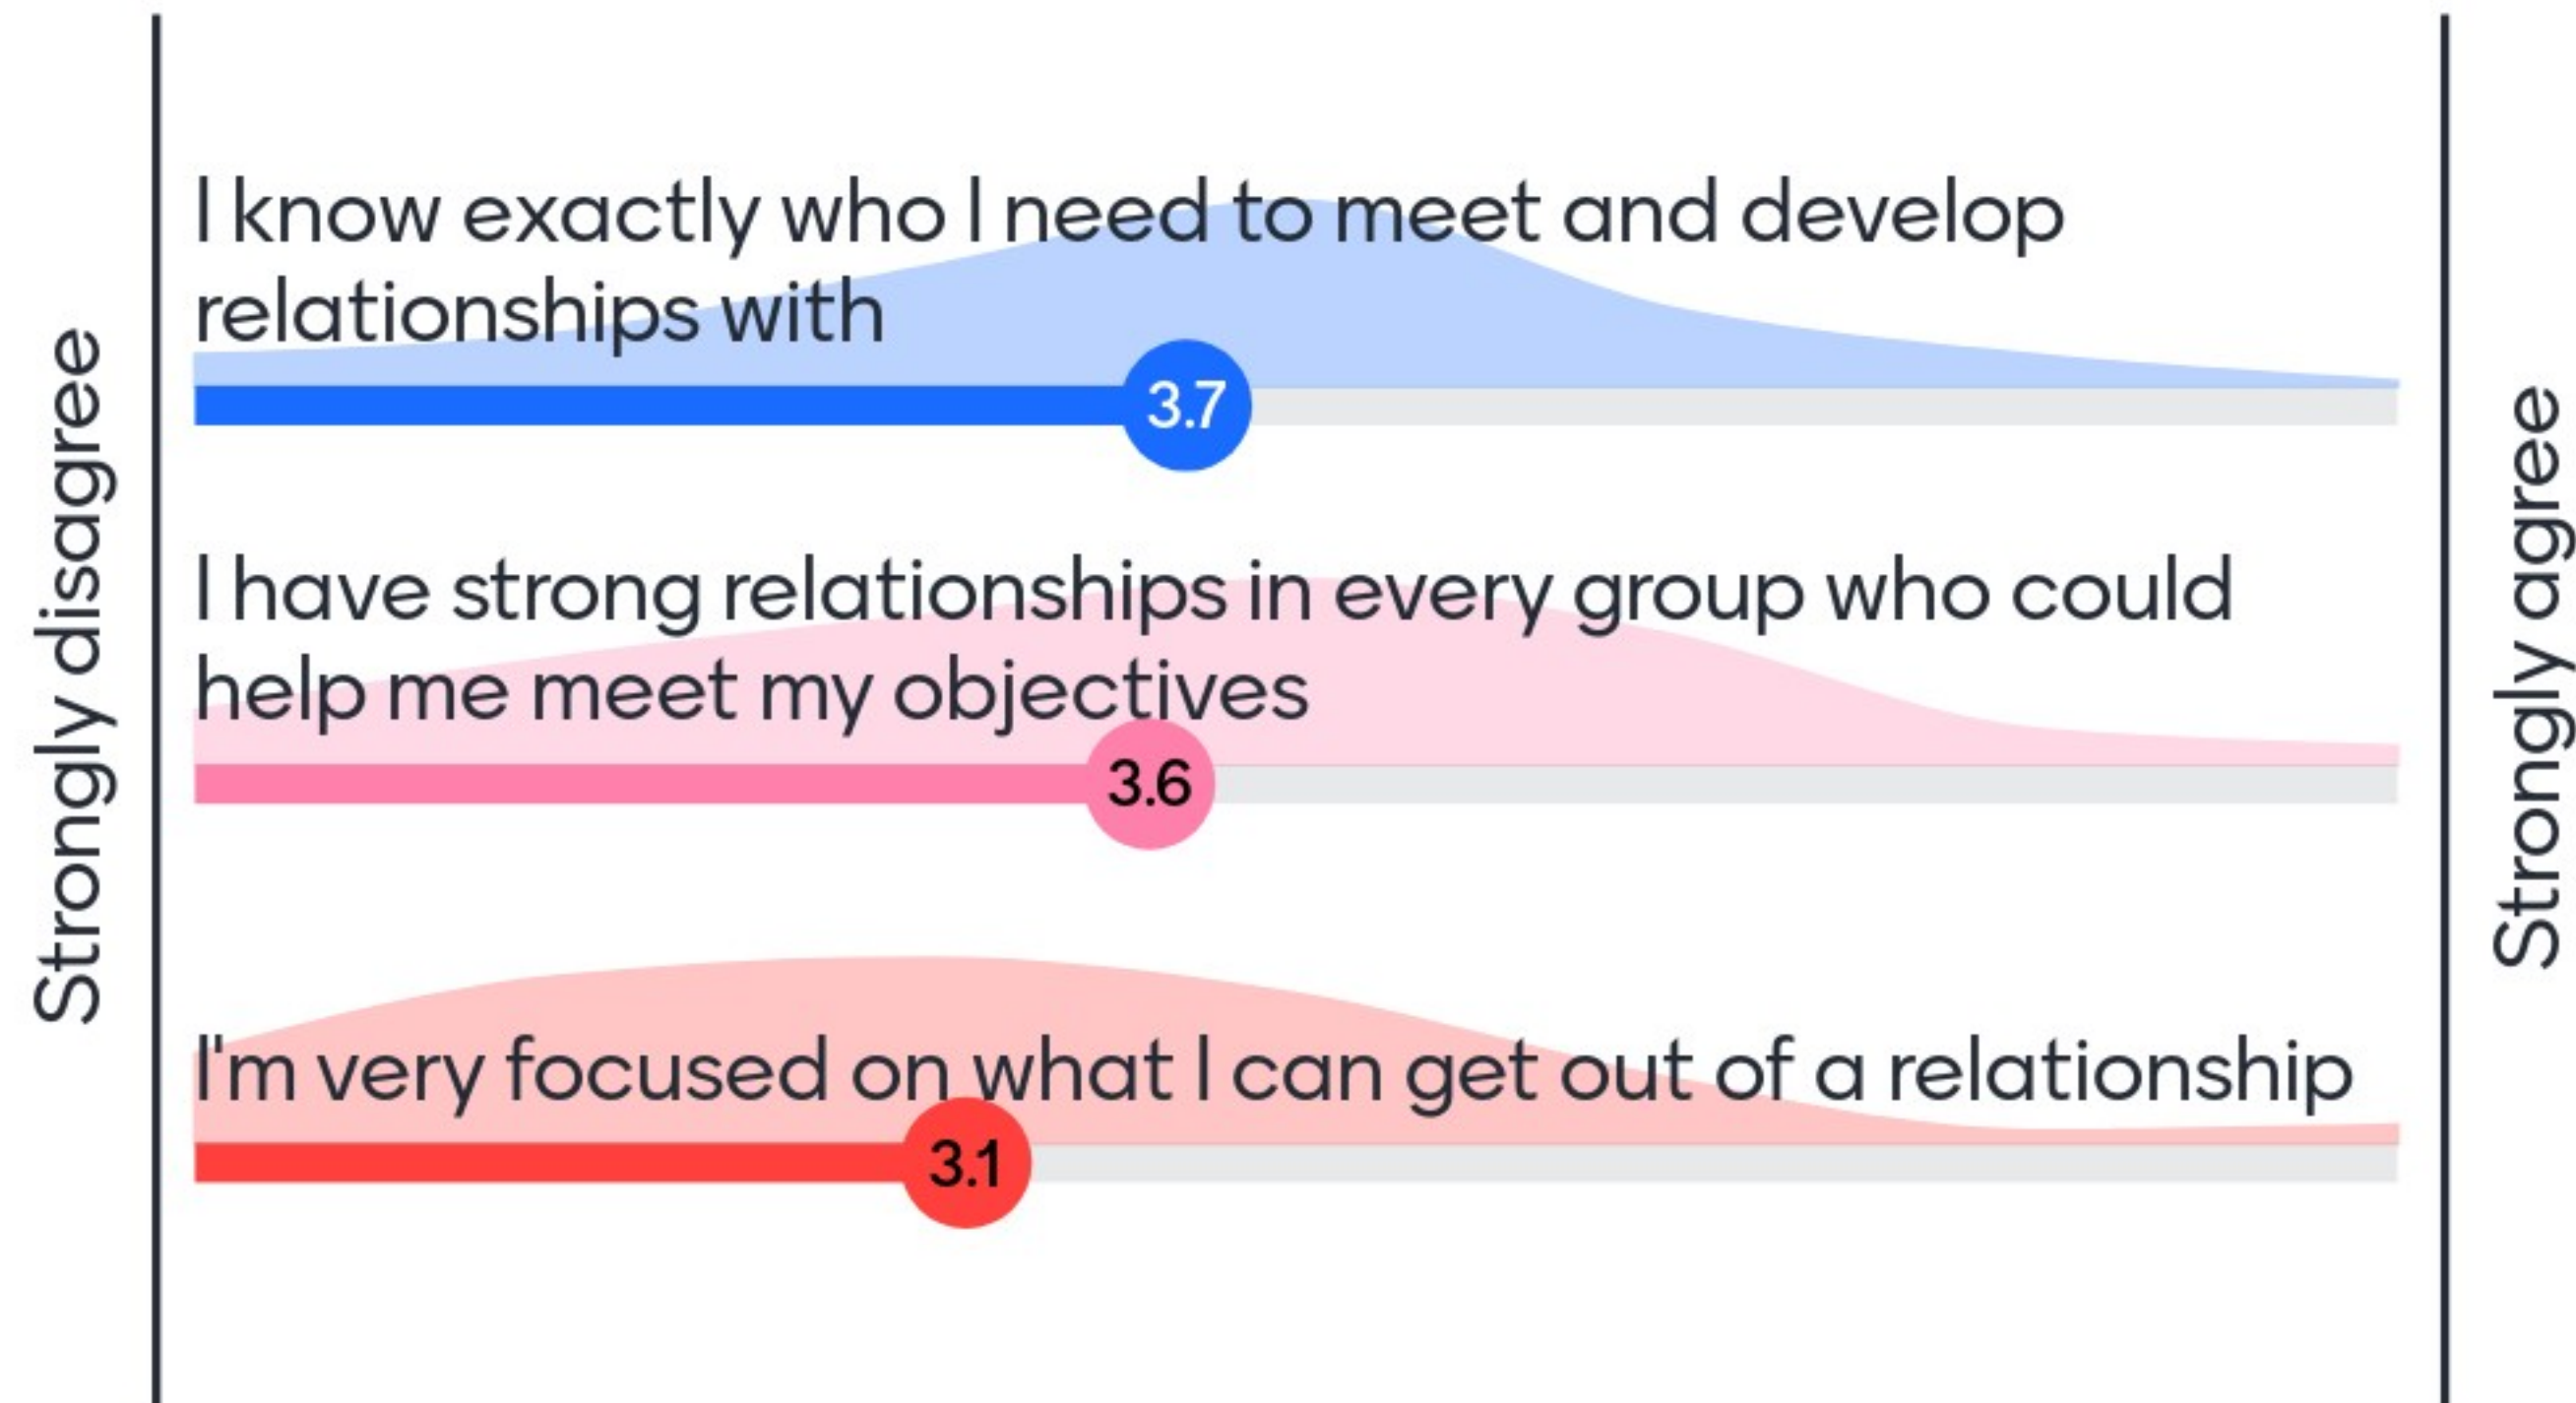 Strongly disagree
I know exactly who I need to meet and develop
relationships with
3.7
I have strong relationships in every group who could
help me meet my objectives
3.6
I'm very focused on what I can get out of a relationship
3.1
Strongly agree